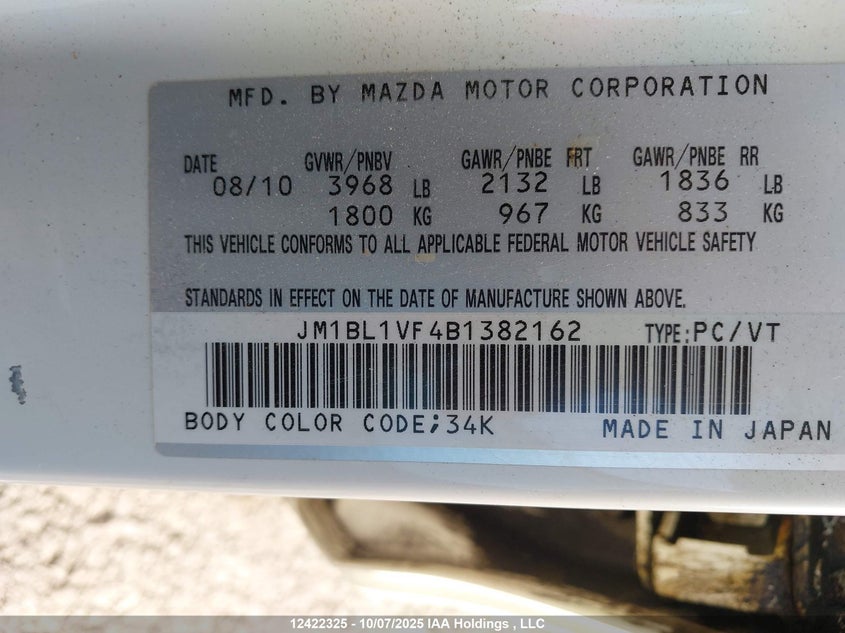 MFD. BY MAZDA MOTOR CORPORATION
DATE GVWR/PNBV GAWR/PNBE FRT GAWR/PNBE RR
08/10 3968 LB 2132 LB 1836 LB
1800 KG 967 KG 833 KG
THIS VEHICLE CONFORMS TO ALL APPLICABLE FEDERAL MOTOR VEHICLE SAFETY
STANDARDS IN EFFECT ON THE DATE OF MANUFACTURE SHOWN ABOVE.
JM1BL1VF4B1382162 TYPE:PC/VT
BODY COLOR CODE;34K MADE IN JAPAN
12422325 - 10/07/2025 IAA Holdings , LLC